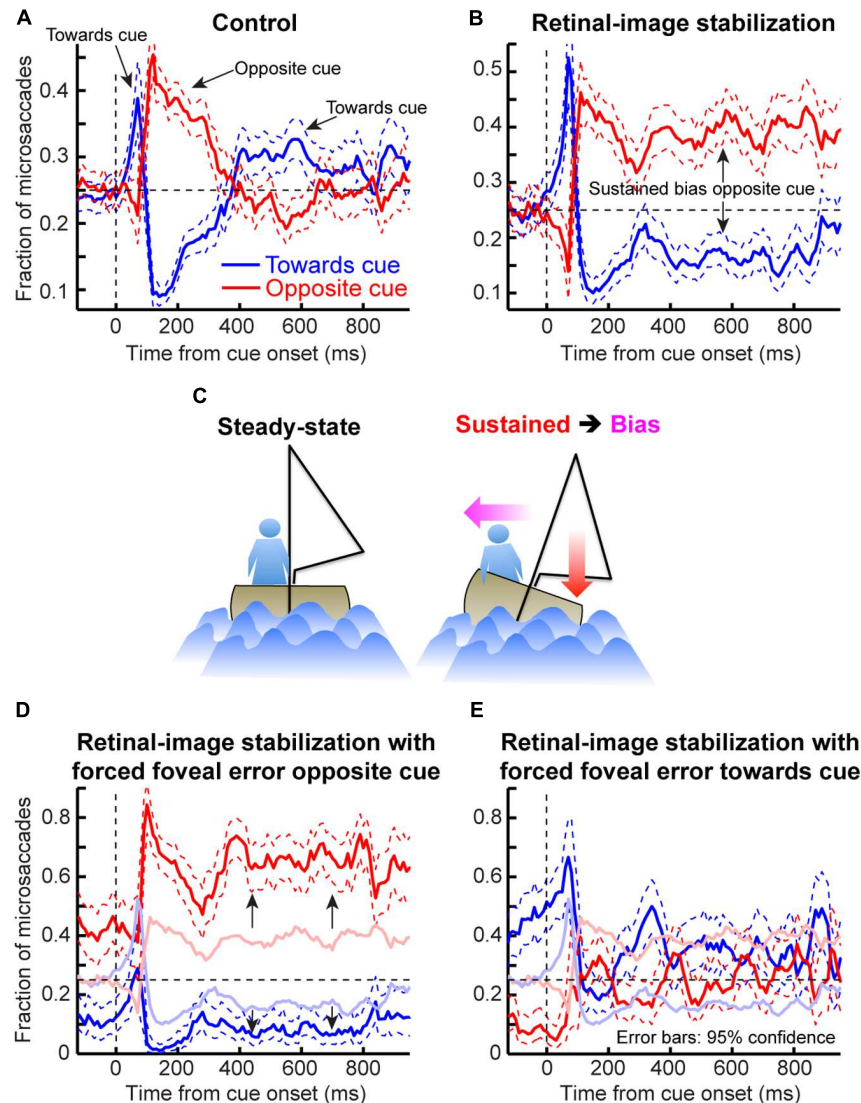 A
Control
Towards cue
Opposite cue
Towards cue
Fraction of microsaccades
0.4
0.3
0.2
0.1
Towards cue
Opposite cue
0 200 400 600 800
Time from cue onset (ms)
B
Retinal-image stabilization
0.5
0.4
0.3
0.2
0.1
Sustained bias opposite cue
0 200 400 600 800
Time from cue onset (ms)
C
Steady-state
Sustained ➔ Bias
D
Retinal-image stabilization with
forced foveal error opposite cue
Fraction of microsaccades
0.8
0.6
0.4
0.2
0
0 200 400 600 800
Time from cue onset (ms)
E
Retinal-image stabilization with
forced foveal error towards cue
0.8
0.6
0.4
0.2
0
Error bars: 95% confidence
0 200 400 600 800
Time from cue onset (ms)